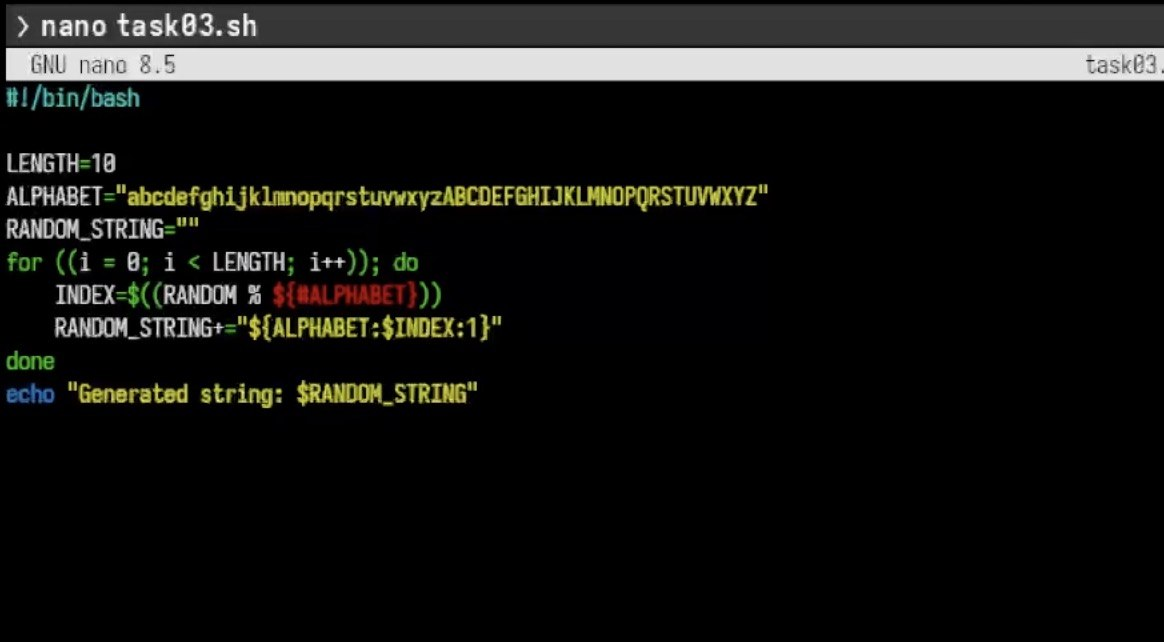 ❯ nano task03.sh
GNU nano 8.5 task03.
#!/bin/bash
LENGTH=10
ALPHABET="abcdefghijklmnopqrstuvwxyzABCDEFGHIJKLMNOPQRSTUVWXYZ"
RANDOM_STRING=""
for ((i = 0; i < LENGTH; i++)); do
    INDEX=$((RANDOM % ${#ALPHABET}))
    RANDOM_STRING+="${ALPHABET:$INDEX:1}"
done
echo "Generated string: $RANDOM_STRING"